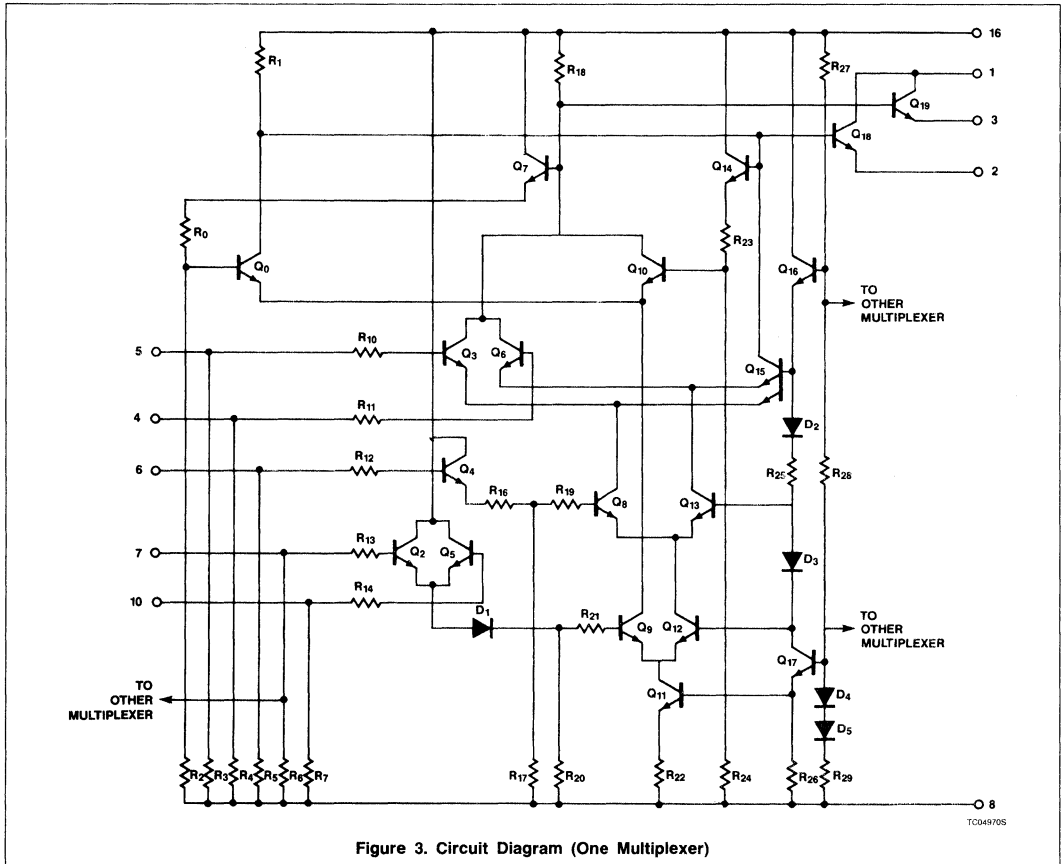 R1
R18
R27
16
1
Q19
3
Q18
2
Q7
Q14
R0
R23
Q0
Q10
Q16
TO
OTHER
MULTIPLEXER
5
R10
Q3
Q6
Q15
4
R11
D2
6
R12
Q4
R25
R28
R16
R19
Q8
Q13
7
R13
Q2
Q5
D3
10
R14
D1
R21
Q9
Q12
TO
OTHER
MULTIPLEXER
Q17
TO
OTHER
MULTIPLEXER
Q11
D4
D5
R2
R3
R4
R5
R6
R7
R17
R20
R22
R24
R26
R29
8
TC04970S
Figure 3. Circuit Diagram (One Multiplexer)